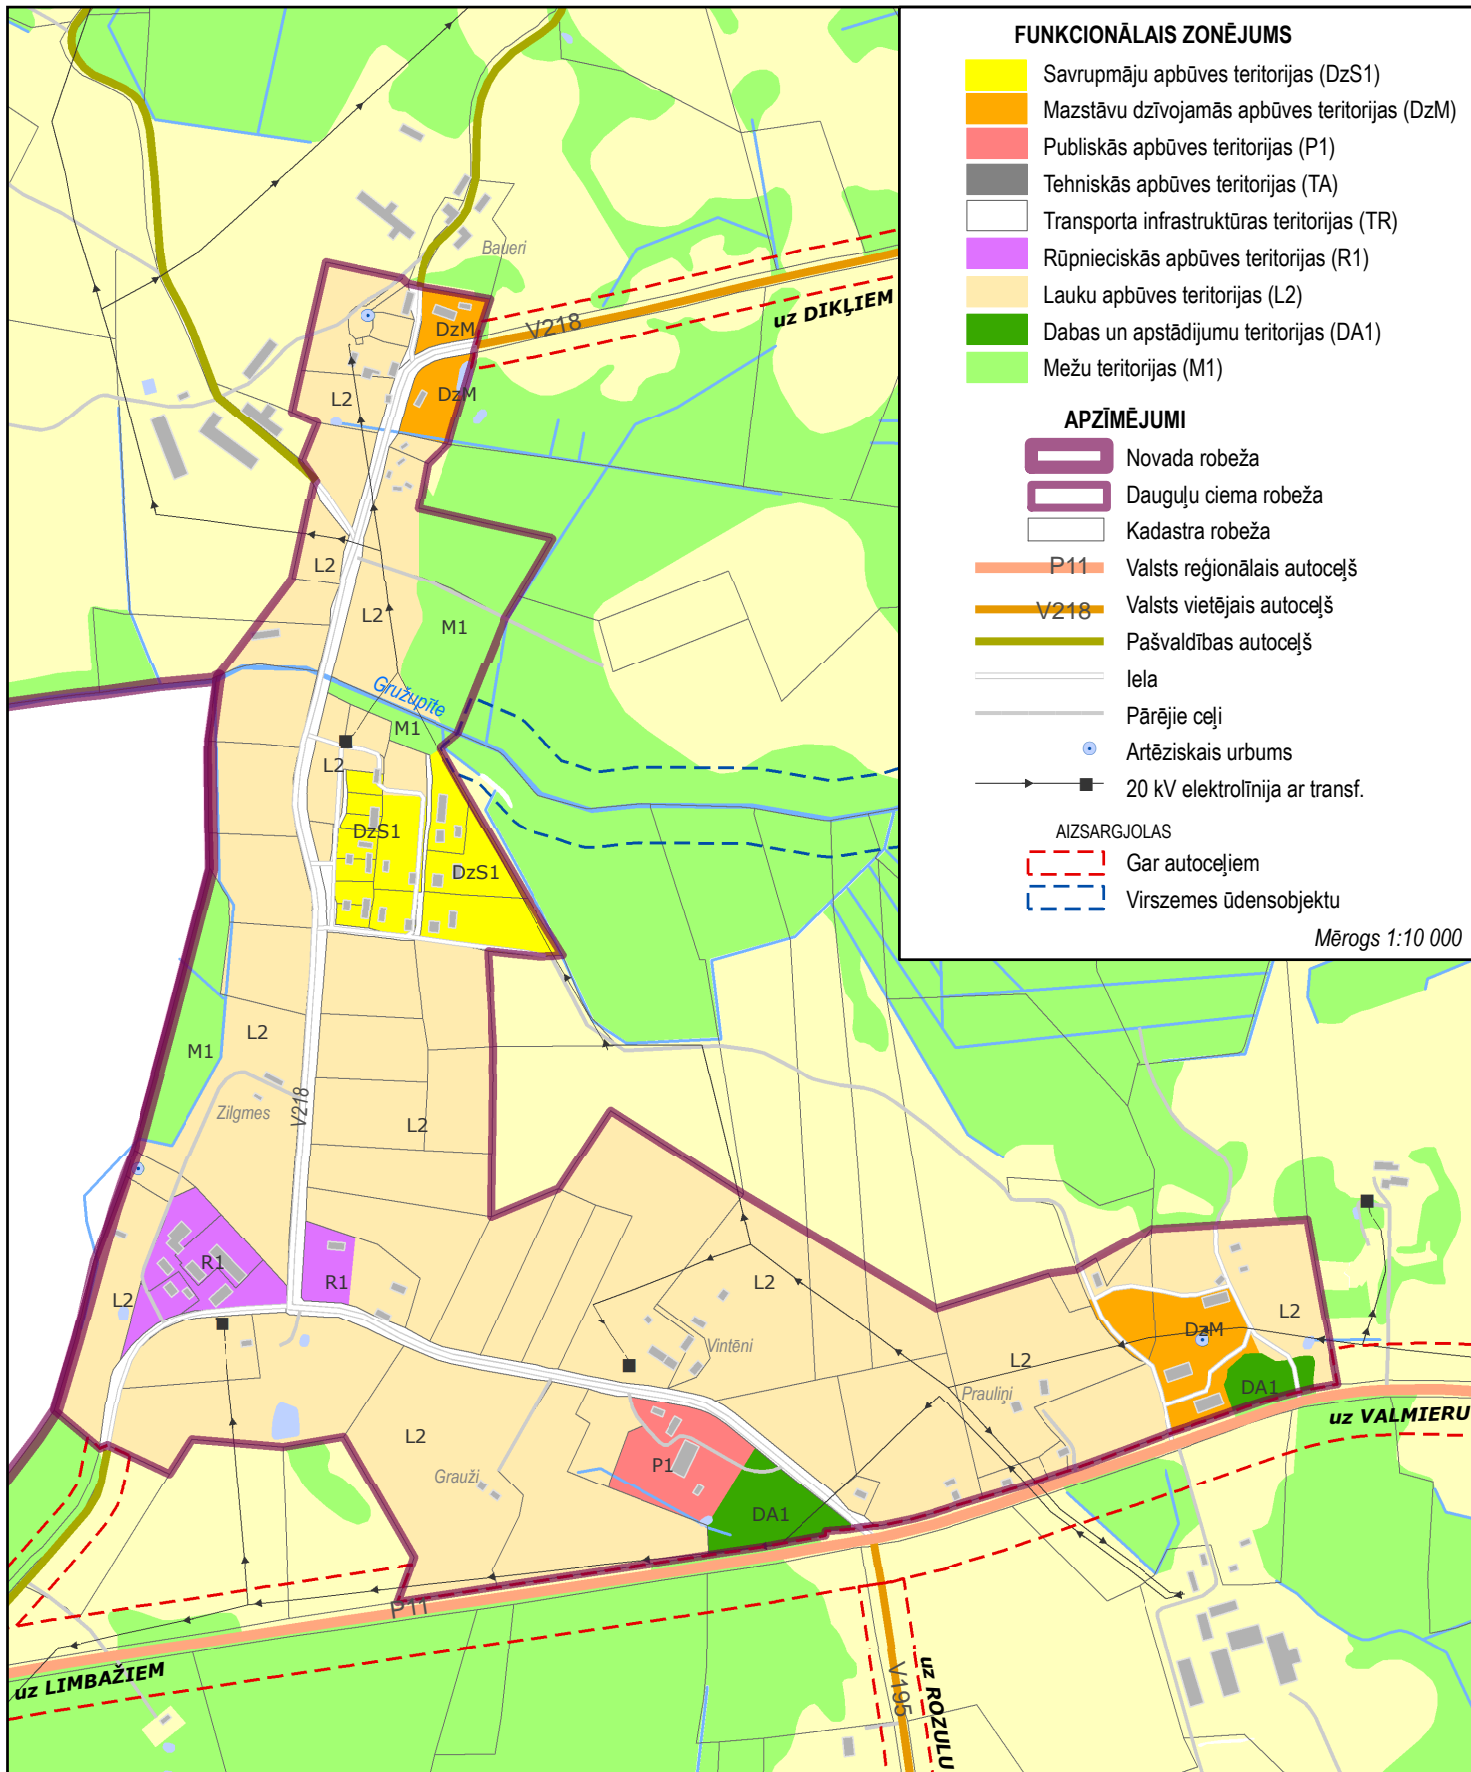 FUNKCIONĀLAIS ZONĒJUMS
Savrupmāju apbūves teritorijas (DzS1)
Mazstāvu dzīvojamās apbūves teritorijas (DzM)
Publiskās apbūves teritorijas (P1)
Tehniskās apbūves teritorijas (TA)
Transporta infrastruktūras teritorijas (TR)
Rūpnieciskās apbūves teritorijas (R1)
Lauku apbūves teritorijas (L2)
Dabas un apstādījumu teritorijas (DA1)
Mežu teritorijas (M1)
APZĪMĒJUMI
Novada robeža
Dauguļu ciema robeža
Kadastra robeža
P11 Valsts reģionālais autoceļš
V218 Valsts vietējais autoceļš
Pašvaldības autoceļš
Iela
Pārējie ceļi
Artēziskais urbums
20 kV elektrolīnija ar transf.
AIZSARGJOLAS
Gar autoceļiem
Virszemes ūdensobjektu
Mērogs 1:10 000
Baueri
uz DIKĻIEM
V218
DzM
DzM
L2
L2
L2
M1
Gružupīte
M1
L2
DzS1
DzS1
L2
M1
V218
Zilgmes
L2
R1
R1
L2
L2
Vintēni
L2
DzM
L2
Prauliņi
DA1
uz VALMIERU
L2
Grauži
P1
DA1
P11
uz LIMBAŽIEM
V195
uz ROZULU